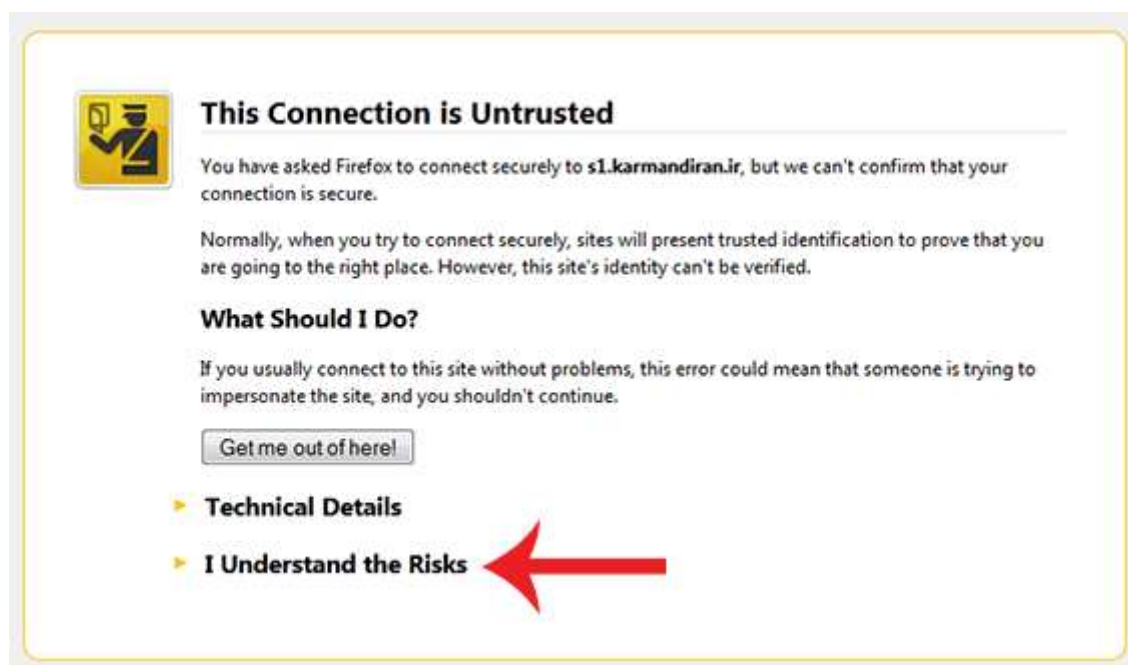 This Connection is Untrusted
You have asked Firefox to connect securely to s1.karmandiran.ir, but we can't confirm that your
connection is secure.
Normally, when you try to connect securely, sites will present trusted identification to prove that you
are going to the right place. However, this site's identity can't be verified.
What Should I Do?
If you usually connect to this site without problems, this error could mean that someone is trying to
impersonate the site, and you shouldn't continue.
Get me out of here!
Technical Details
I Understand the Risks